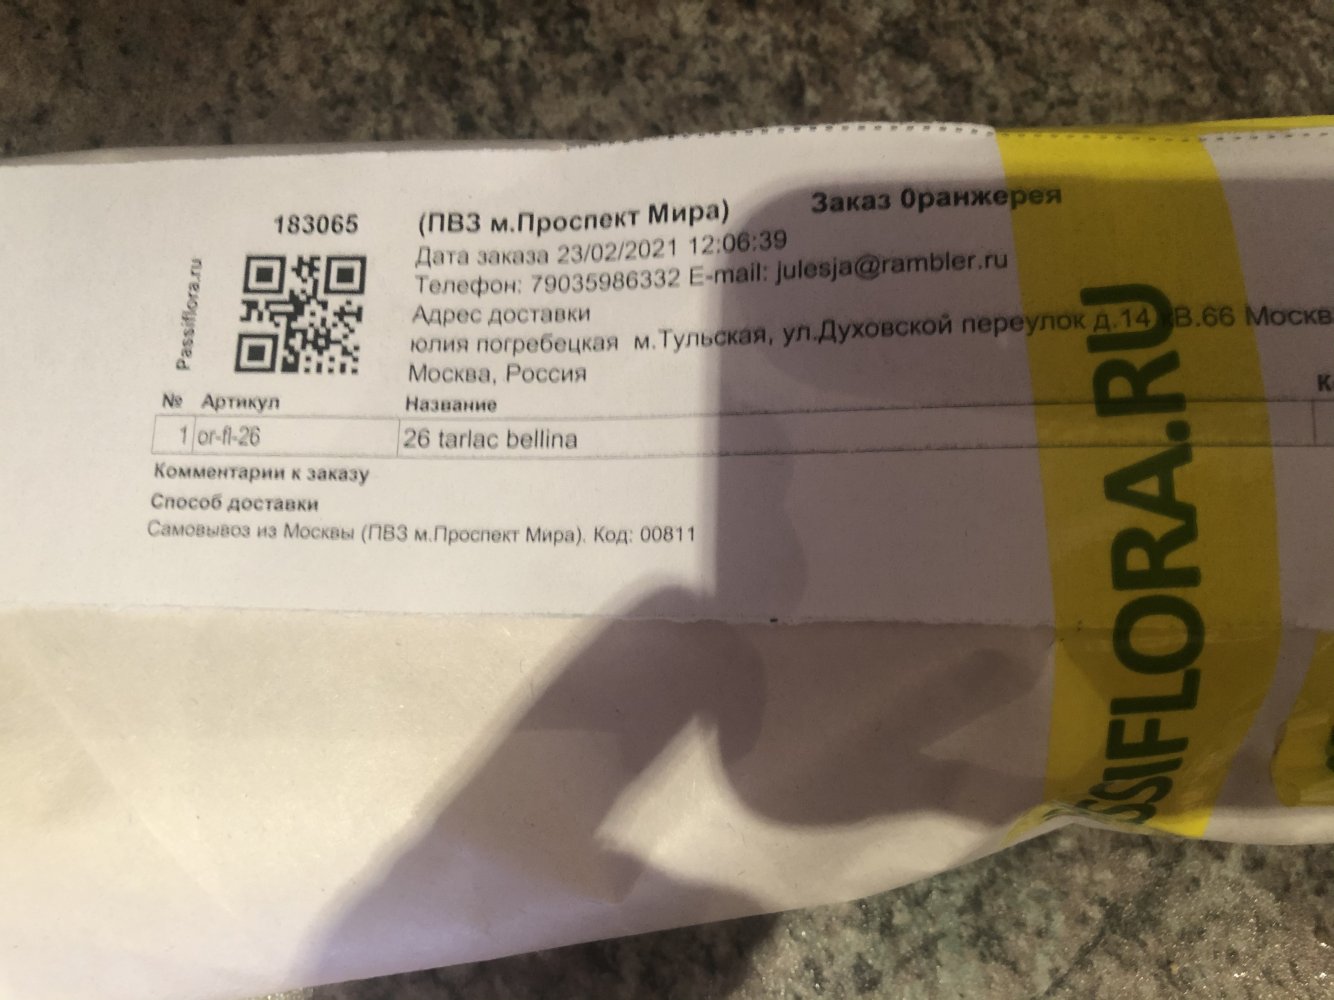 183065
(ПВЗ м.Проспект Мира)
Заказ Оранжерея
Passiflora.ru
Дата заказа 23/02/2021 12:06:39
Телефон: 79035986332 E-mail: julesja@rambler.ru
Адрес доставки
юлия погребецкая м.Тульская, ул.Духовской переулок д.14 кВ.66 Москв
Москва, Россия
№ Артикул Название К
1 or-fl-26 26 tarlac bellina
Комментарии к заказу
Способ доставки
Самовывоз из Москвы (ПВЗ м.Проспект Мира). Код: 00811
SSIFLORA.RU